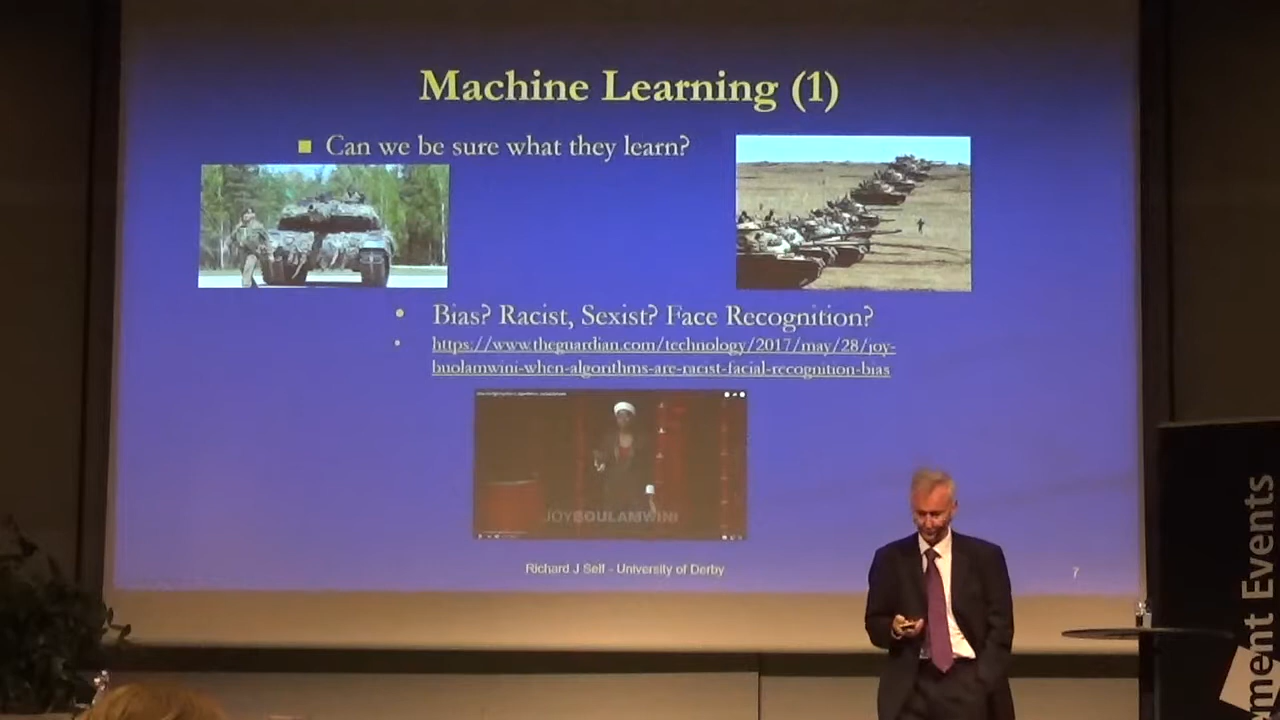 Machine Learning (1)
Can we be sure what they learn?
Bias? Racist, Sexist? Face Recognition?
https://www.theguardian.com/technology/2017/may/28/joy-
buolamwini-when-algorithms-are-racist-facial-recognition-bias
JOYBOULAMWINI
Richard J Self - University of Derby
7
ment Events